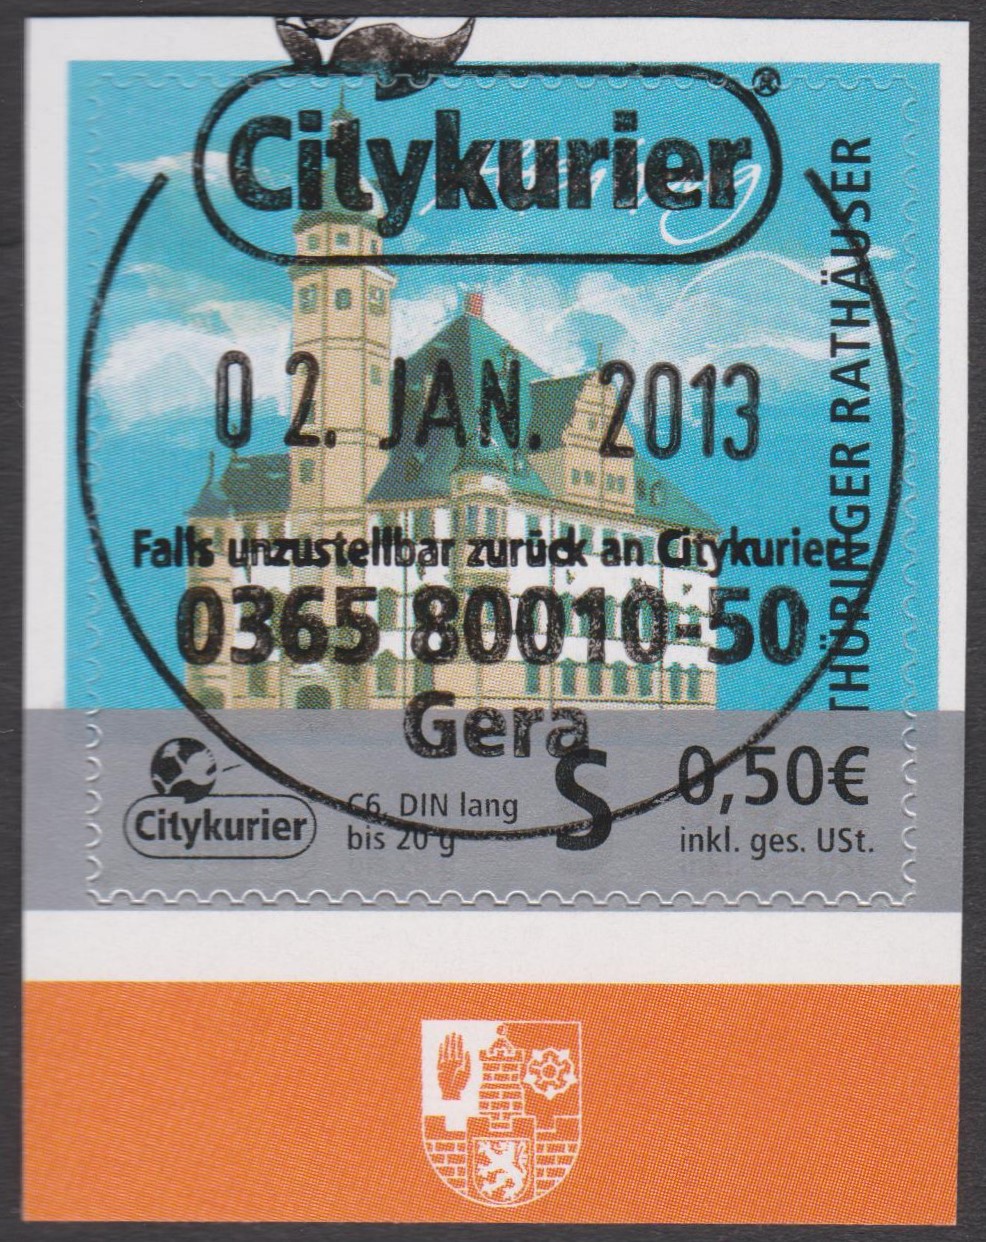 Citykurier®
02. JAN. 2013
Falls unzustellbar zurück an Citykurier
0365 80010-50
Gera
THÜRINGER RATHÄUSER
Citykurier
C6, DIN lang
bis 20 g
S
0,50€
inkl. ges. USt.